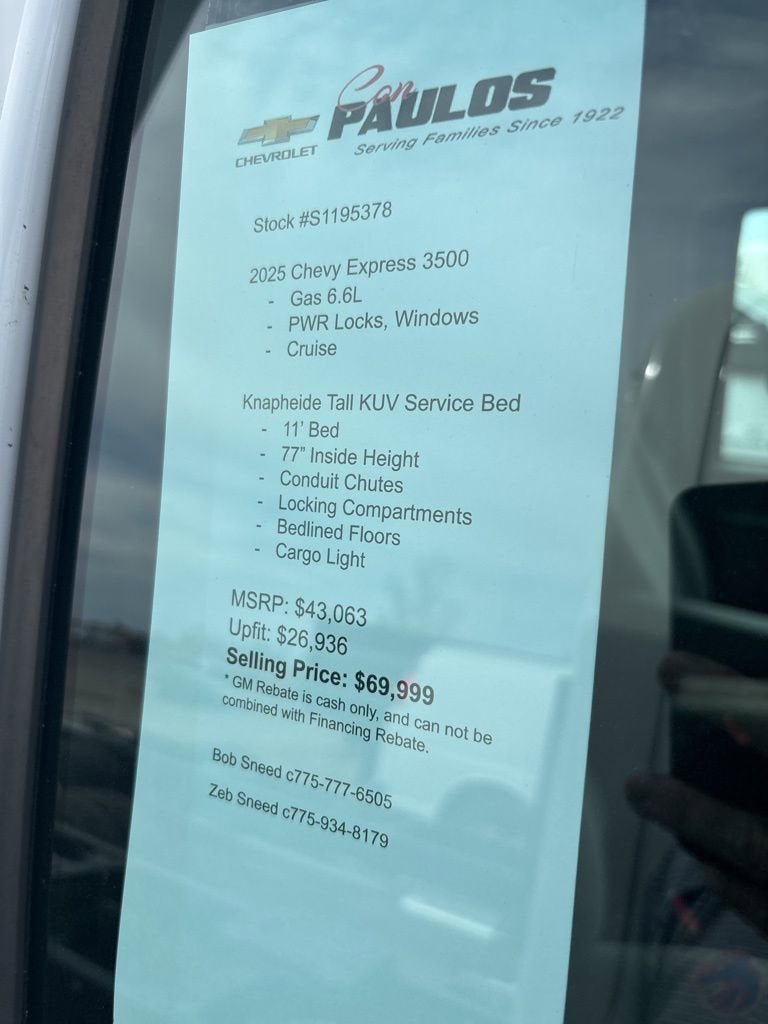 Con
PAULOS
CHEVROLET
Serving Families Since 1922
Stock #S1195378
2025 Chevy Express 3500
- Gas 6.6L
- PWR Locks, Windows
- Cruise
Knapheide Tall KUV Service Bed
- 11' Bed
- 77" Inside Height
- Conduit Chutes
- Locking Compartments
- Bedlined Floors
- Cargo Light
MSRP: $43,063
Upfit: $26,936
Selling Price: $69,999
* GM Rebate is cash only, and can not be
combined with Financing Rebate.
Bob Sneed c775-777-6505
Zeb Sneed c775-934-8179